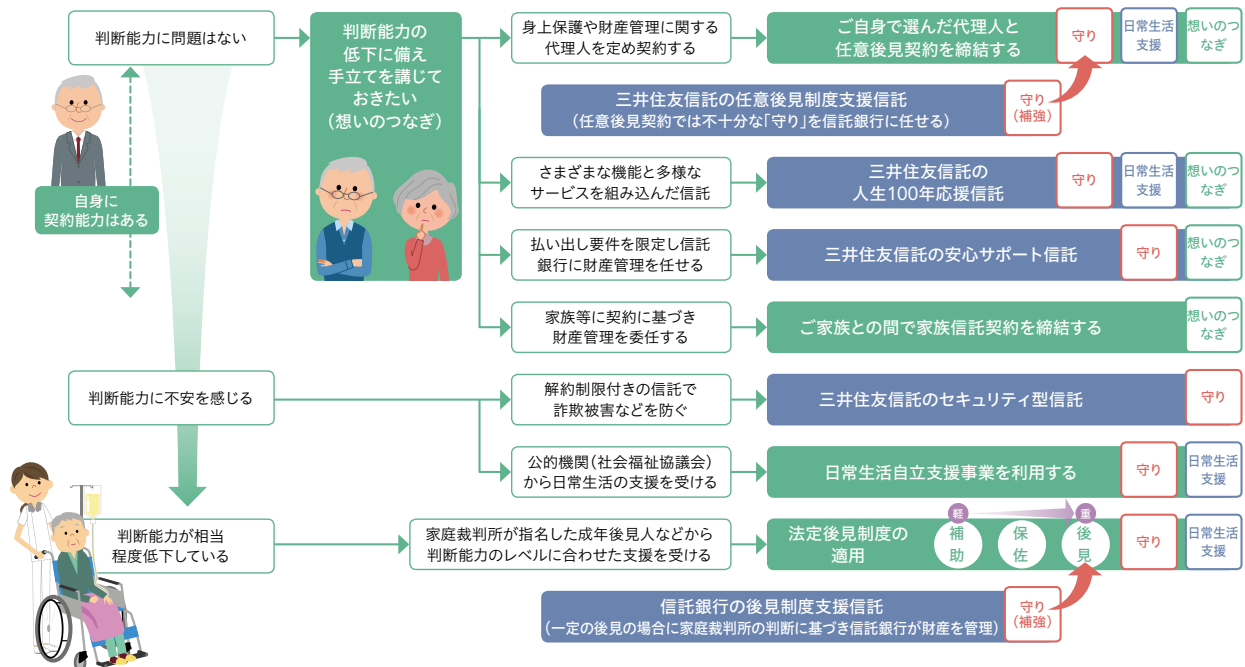 判断能力に問題はない
自身に
契約能力はある
判断能力の
低下に備え
手立てを講じて
おきたい
（想いのつなぎ）
身上保護や財産管理に関する
代理人を定め契約する
ご自身で選んだ代理人と
任意後見契約を締結する
守り
日常生活
支援
想いのつ
なぎ
三井住友信託の任意後見制度支援信託
（任意後見契約では不十分な「守り」を信託銀行に任せる）
守り
（補強）
さまざまな機能と多様な
サービスを組み込んだ信託
三井住友信託の
人生100年応援信託
守り
日常生活
支援
想いのつ
なぎ
払い出し要件を限定し信託
銀行に財産管理を任せる
三井住友信託の安心サポート信託
守り
想いのつ
なぎ
家族等に契約に基づき
財産管理を委任する
ご家族との間で家族信託契約を締結する
想いのつ
なぎ
判断能力に不安を感じる
解約制限付きの信託で
詐欺被害などを防ぐ
三井住友信託のセキュリティ型信託
守り
公的機関（社会福祉協議会）
から日常生活の支援を受ける
日常生活自立支援事業を利用する
守り
日常生活
支援
判断能力が相当
程度低下している
家庭裁判所が指名した成年後見人などから
判断能力のレベルに合わせた支援を受ける
法定後見制度の
適用
軽
重
補助
保佐
後見
守り
日常生活
支援
信託銀行の後見制度支援信託
（一定の後見の場合に家庭裁判所の判断に基づき信託銀行が財産を管理）
守り
（補強）